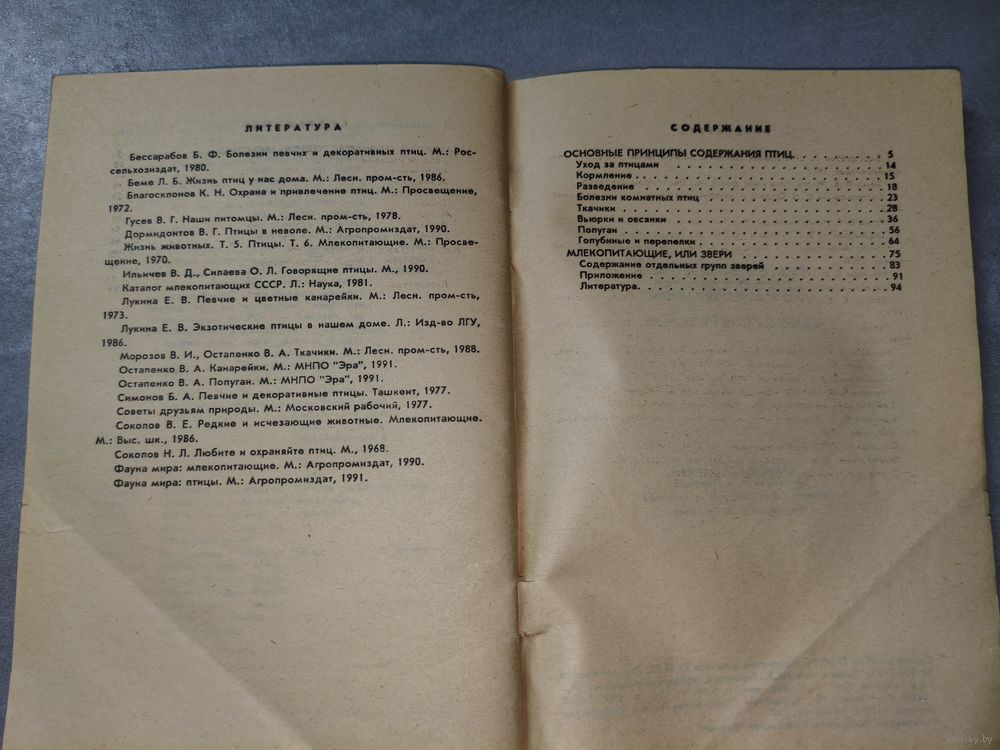 ЛИТЕРАТУРА
Бессарабов Б. Ф. Болезни певчих и декоративных птиц. М.: Рос-
сельхозиздат, 1980.
Беме Л. Б. Жизнь птиц у нас дома. М.: Лесн. пром-сть, 1986.
Благосклонов К. Н. Охрана и привлечение птиц. М.: Просвещение,
1972.
Гусев В. Г. Наши питомцы. М.: Лесн. пром-сть, 1978.
Дормидонтов В. Г. Птицы в неволе. М.: Агропромиздат, 1990.
Жизнь животных. Т. 5. Птицы. Т. 6. Млекопитающие. М.: Просве-
щение, 1970.
Ильичев В. Д., Силаева О. Л. Говорящие птицы. М., 1990.
Каталог млекопитающих СССР. Л.: Наука, 1981.
Лукина Е. В. Певчие и цветные канарейки. М.: Лесн. пром-сть,
1973.
Лукина Е. В. Экзотические птицы в нашем доме. Л.: Изд-во ЛГУ,
1986.
Морозов В. И., Остапенко В. А. Ткачики. М.: Лесн. пром-сть, 1988.
Остапенко В. А. Канарейки. М.: МНПО "Эра", 1991.
Остапенко В. А. Попугаи. М.: МНПО "Эра", 1991.
Симонов Б. А. Певчие и декоративные птицы. Ташкент, 1977.
Советы друзьям природы. М.: Московский рабочий, 1977.
Соколов В. Е. Редкие и исчезающие животные. Млекопитающие.
М.: Выс. шк., 1986.
Соколов Н. Л. Любите и охраняйте птиц. М., 1968.
Фауна мира: млекопитающие. М.: Агропромиздат, 1990.
Фауна мира: птицы. М.: Агропромиздат, 1991.
СОДЕРЖАНИЕ
ОСНОВНЫЕ ПРИНЦИПЫ СОДЕРЖАНИЯ ПТИЦ. . . . . . . . 5
Уход за птицами . . . . . . . . . . . . . . . . . . 14
Кормление . . . . . . . . . . . . . . . . . . . . . 15
Разведение . . . . . . . . . . . . . . . . . . . . . 18
Болезни комнатных птиц . . . . . . . . . . . . . . . 23
Ткачики . . . . . . . . . . . . . . . . . . . . . . 28
Вьюрки и овсянки . . . . . . . . . . . . . . . . . . 36
Попугаи . . . . . . . . . . . . . . . . . . . . . . 56
Голубиные и перепелки . . . . . . . . . . . . . . . 64
МЛЕКОПИТАЮЩИЕ, ИЛИ ЗВЕРИ . . . . . . . . . . . . . 75
Содержание отдельных групп зверей . . . . . . . . . 83
Приложение . . . . . . . . . . . . . . . . . . . . . 91
Литература. . . . . . . . . . . . . . . . . . . . . 94
www.ay.by